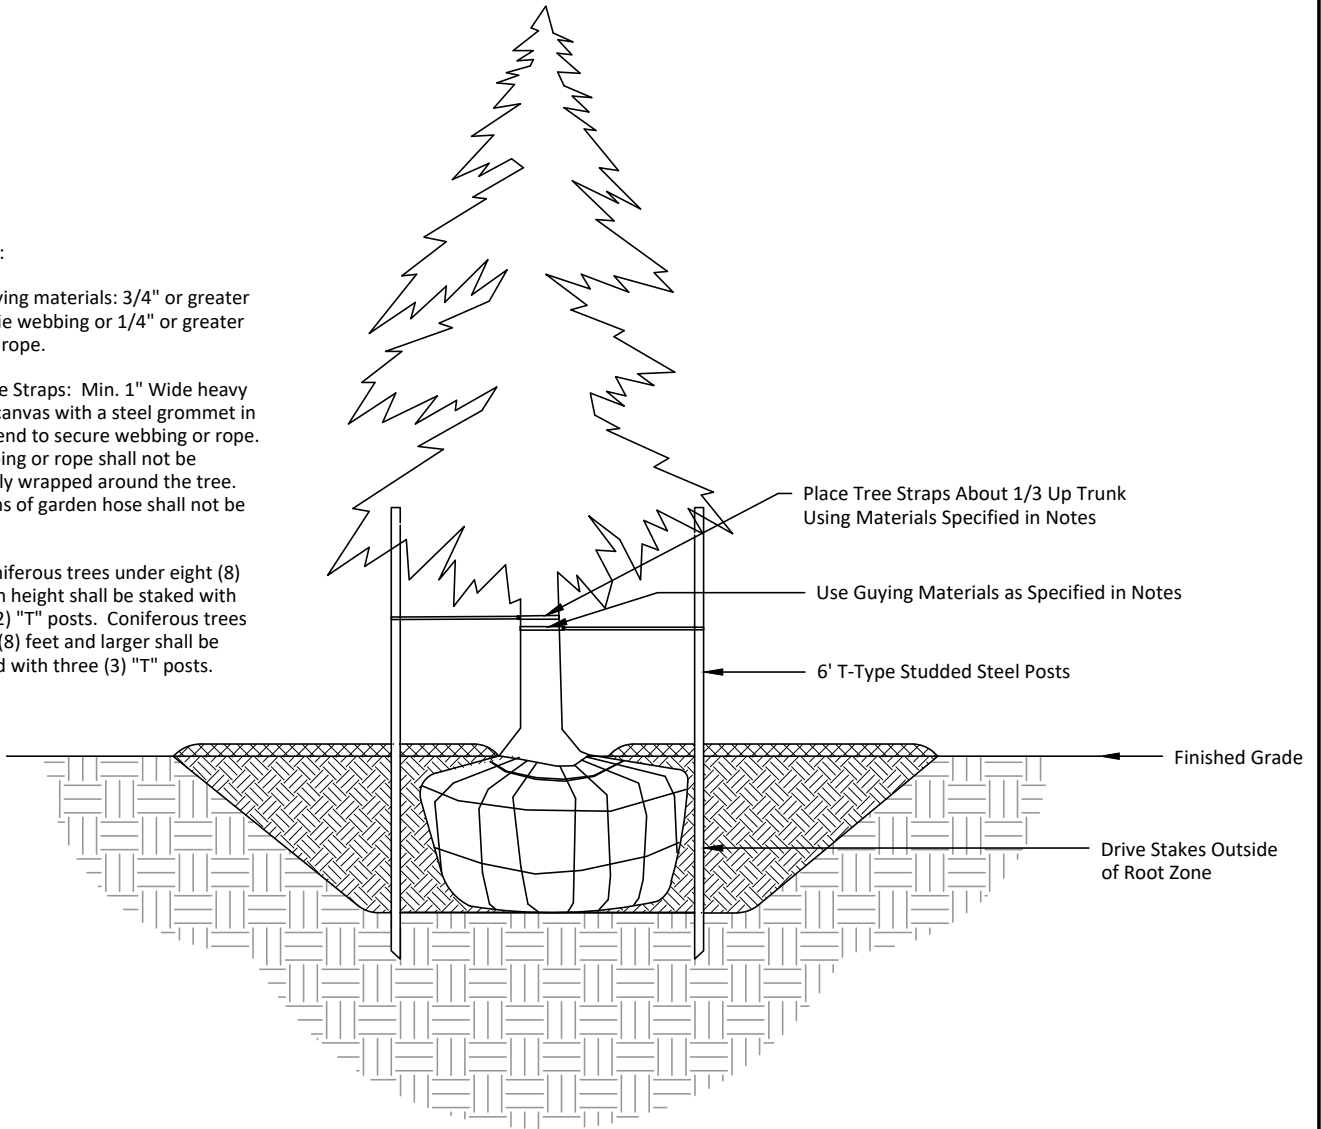 :
ying materials: 3/4" or greater
ie webbing or 1/4" or greater
rope.
e Straps: Min. 1" Wide heavy
canvas with a steel grommet in
end to secure webbing or rope.
bing or rope shall not be
ly wrapped around the tree.
ns of garden hose shall not be
niferous trees under eight (8)
n height shall be staked with
2) "T" posts. Coniferous trees
(8) feet and larger shall be
d with three (3) "T" posts.
Place Tree Straps About 1/3 Up Trunk
Using Materials Specified in Notes
Use Guying Materials as Specified in Notes
6' T-Type Studded Steel Posts
Finished Grade
Drive Stakes Outside
of Root Zone